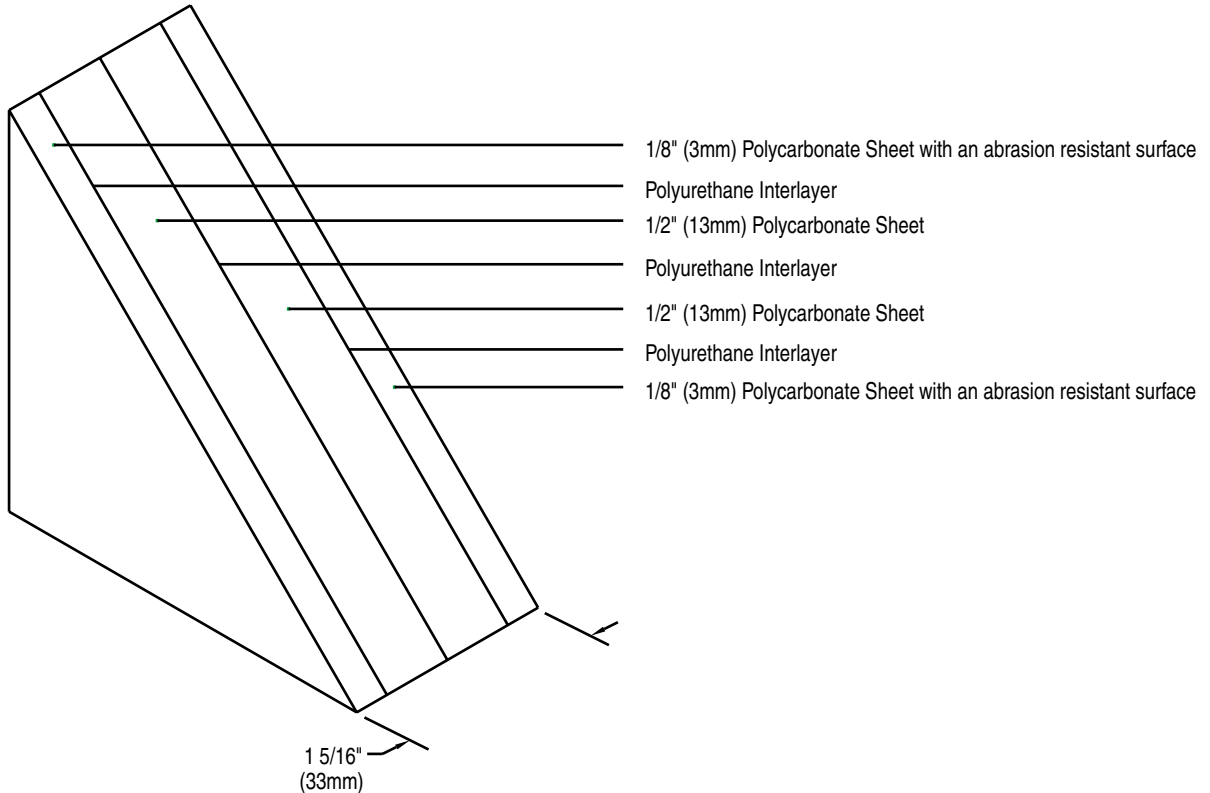 1/8" (3mm) Polycarbonate Sheet with an abrasion resistant surface
Polyurethane Interlayer
1/2" (13mm) Polycarbonate Sheet
Polyurethane Interlayer
1/2" (13mm) Polycarbonate Sheet
Polyurethane Interlayer
1/8" (3mm) Polycarbonate Sheet with an abrasion resistant surface
1 5/16"
(33mm)